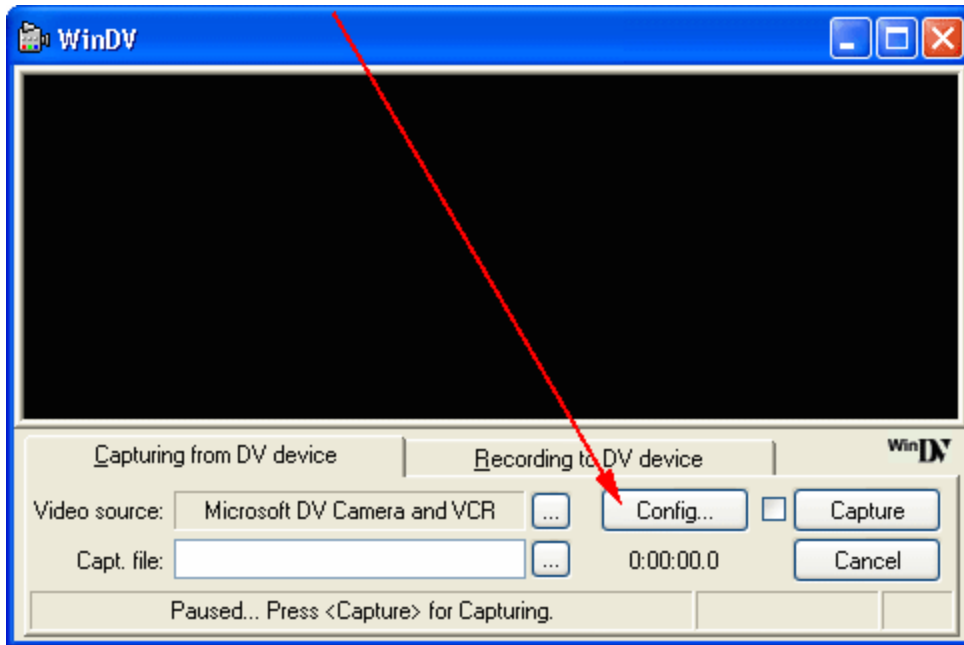 WinDV
Capturing from DV device Recording to DV device WinDV
Video source: Microsoft DV Camera and VCR ... Config... Capture
Capt. file: ... 0:00:00.0 Cancel
Paused... Press <Capture> for Capturing.